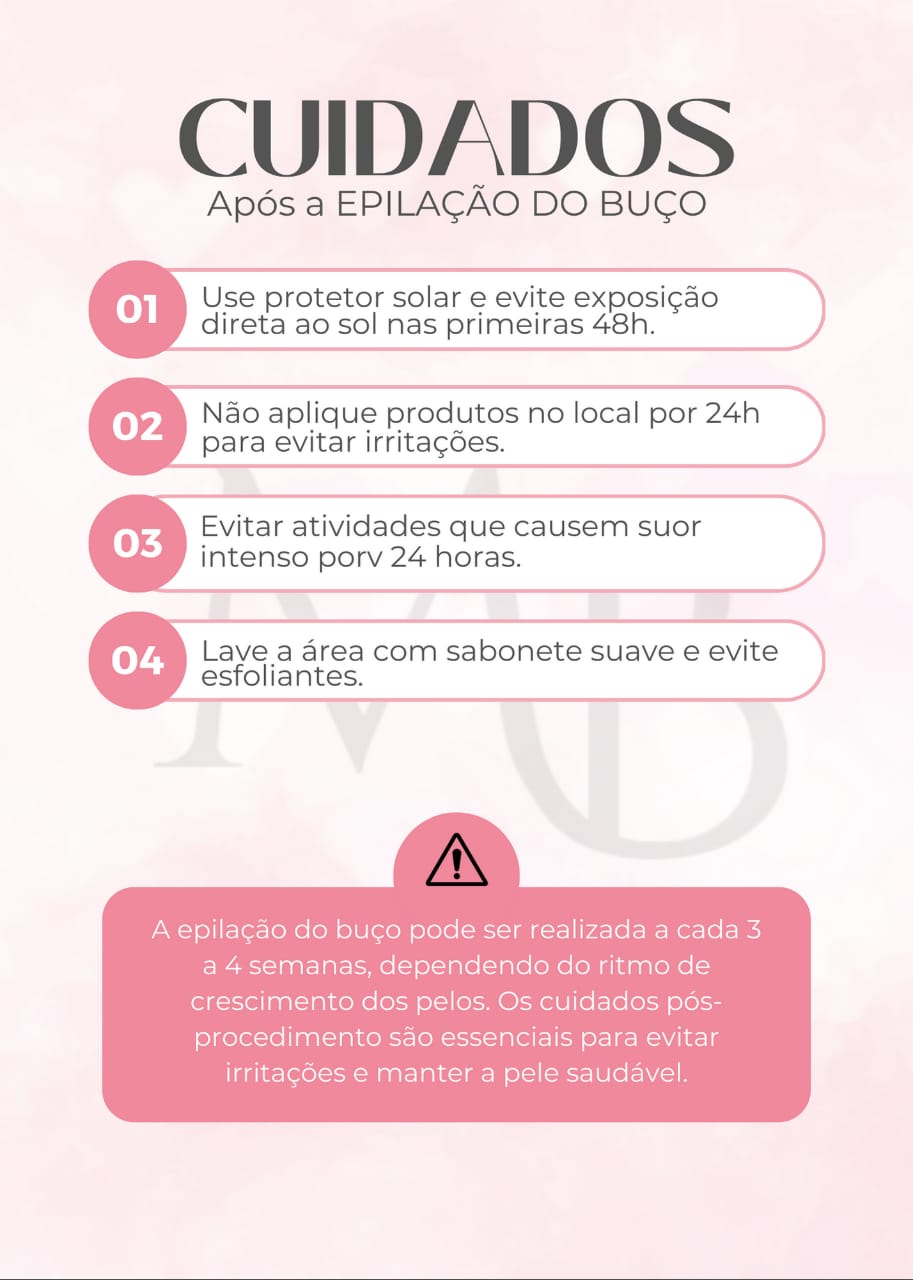 CUIDADOS
Após a EPILAÇÃO DO BUÇO
01
Use protetor solar e evite exposição
direta ao sol nas primeiras 48h.
02
Não aplique produtos no local por 24h
para evitar irritações.
03
Evitar atividades que causem suor
intenso porv 24 horas.
04
Lave a área com sabonete suave e evite
esfoliantes.
MB
A epilação do buço pode ser realizada a cada 3
a 4 semanas, dependendo do ritmo de
crescimento dos pelos. Os cuidados pós-
procedimento são essenciais para evitar
irritações e manter a pele saudável.